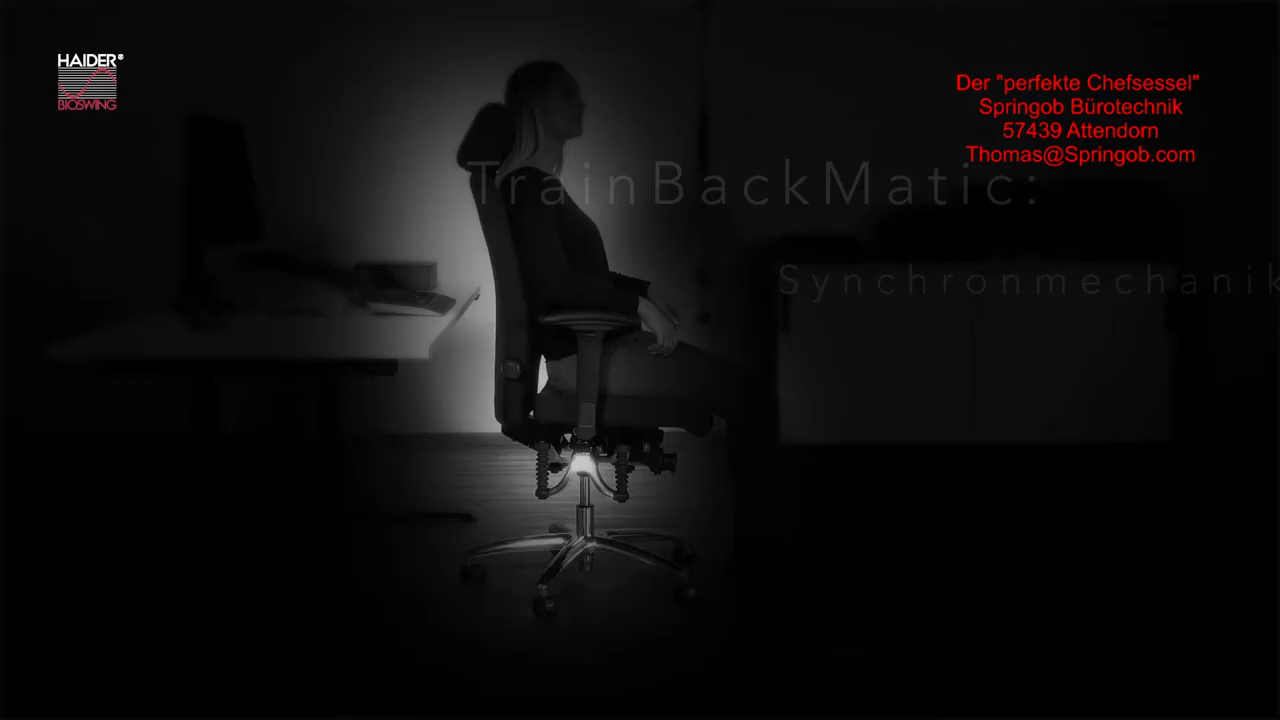 HAIDER®
BIOSWING
Der "perfekte Chefsessel"
Springob Bürotechnik
57439 Attendorn
Thomas@Springob.com
TrainBackMatic:
Synchronmechanik